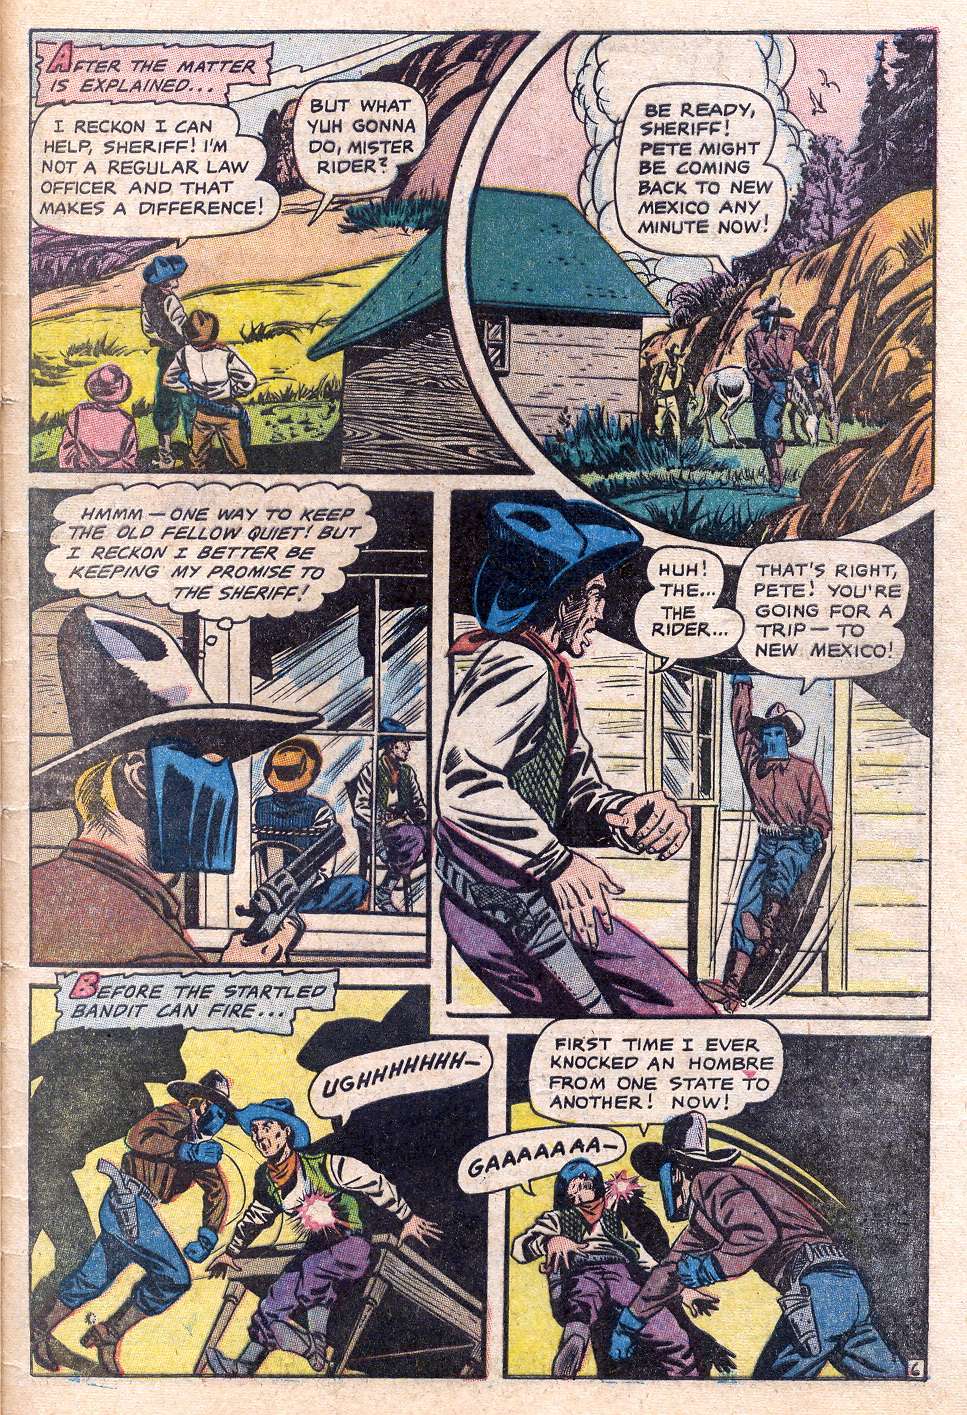 AFTER THE MATTER
IS EXPLAINED...
I RECKON I CAN
HELP, SHERIFF! I'M
NOT A REGULAR LAW
OFFICER AND THAT
MAKES A DIFFERENCE!
BUT WHAT
YUH GONNA
DO, MISTER
RIDER?
BE READY,
SHERIFF!
PETE MIGHT
BE COMING
BACK TO NEW
MEXICO ANY
MINUTE NOW!
HMMM — ONE WAY TO KEEP
THE OLD FELLOW QUIET! BUT
I RECKON I BETTER BE
KEEPING MY PROMISE TO
THE SHERIFF!
HUH!
THE...
THE
RIDER...
THAT'S RIGHT,
PETE! YOU'RE
GOING FOR A
TRIP — TO
NEW MEXICO!
BEFORE THE STARTLED
BANDIT CAN FIRE...
UGHHHHHHH—
FIRST TIME I EVER
KNOCKED AN HOMBRE
FROM ONE STATE TO
ANOTHER! NOW!
GAAAAAAA—
6